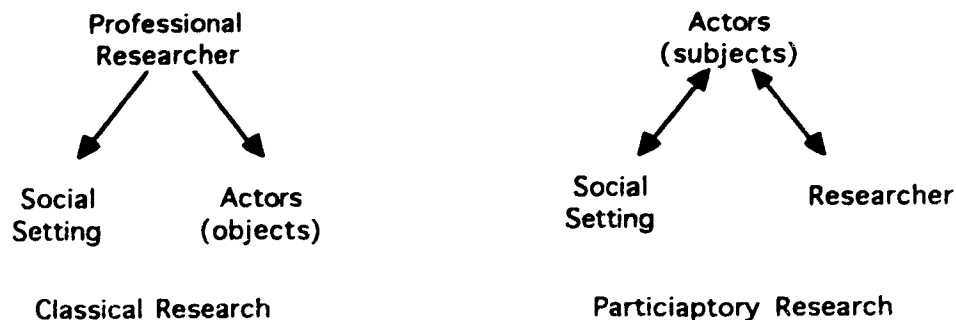 Professional
Researcher
Social
Setting
Actors
(objects)
Classical Research
Actors
(subjects)
Social
Setting
Researcher
Particiaptory Research